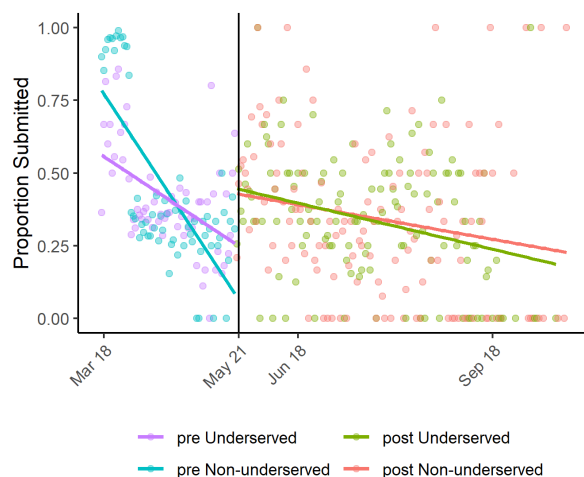 Proportion Submitted
1.00
0.75
0.50
0.25
0.00
Mar 18
May 21
Jun 18
Sep 18
pre Underserved
post Underserved
pre Non-underserved
post Non-underserved